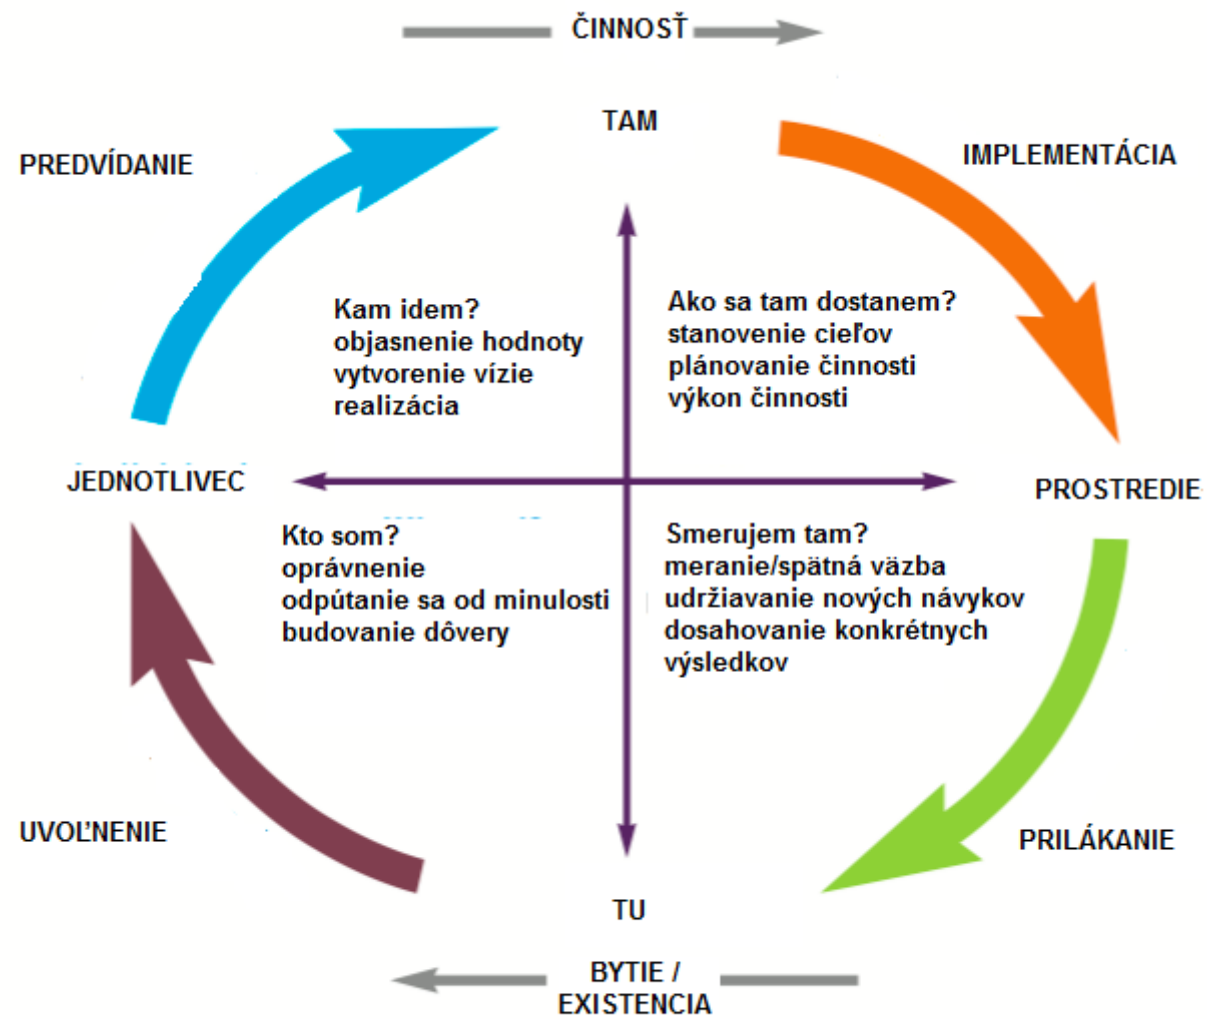 ČINNOSŤ
TAM
PREDVÍDANIE
IMPLEMENTÁCIA
Kam idem?
objasnenie hodnoty
vytvorenie vízie
realizácia
Ako sa tam dostanem?
stanovenie cieľov
plánovanie činnosti
výkon činnosti
JEDNOTLIVEC
PROSTREDIE
Kto som?
oprávnenie
odpútanie sa od minulosti
budovanie dôvery
Smerujem tam?
meranie/spätná väzba
udržiavanie nových návykov
dosahovanie konkrétnych
výsledkov
UVOĽNENIE
PRILÁKANIE
TU
BYTIE /
EXISTENCIA